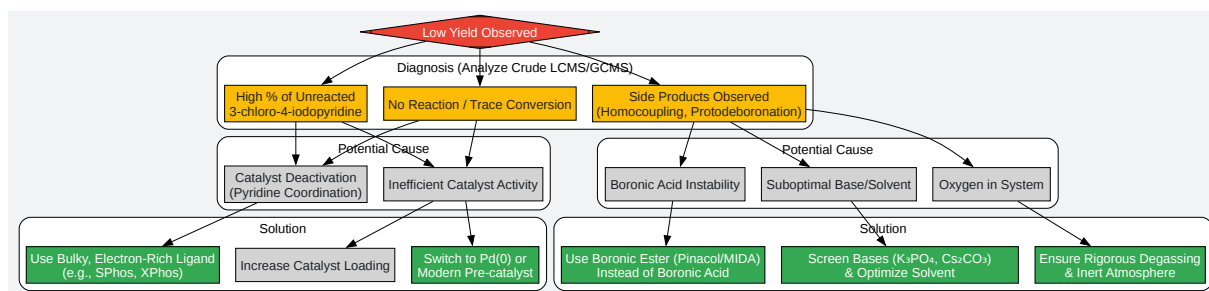 Low Yield Observed
Diagnosis (Analyze Crude LCMS/GCMS)
High % of Unreacted
3-chloro-4-iodopyridine
No Reaction / Trace Conversion
Side Products Observed
(Homocoupling, Protodeboronation)
Potential Cause
Catalyst Deactivation
(Pyridine Coordination)
Inefficient Catalyst Activity
Potential Cause
Boronic Acid Instability
Suboptimal Base/Solvent
Oxygen in System
Solution
Use Bulky, Electron-Rich Ligand
(e.g., SPhos, XPhos)
Increase Catalyst Loading
Switch to Pd(0) or
Modern Pre-catalyst
Solution
Use Boronic Ester (Pinacol/MIDA)
Instead of Boronic Acid
Screen Bases (K₃PO₄, Cs₂CO₃)
& Optimize Solvent
Ensure Rigorous Degassing
& Inert Atmosphere